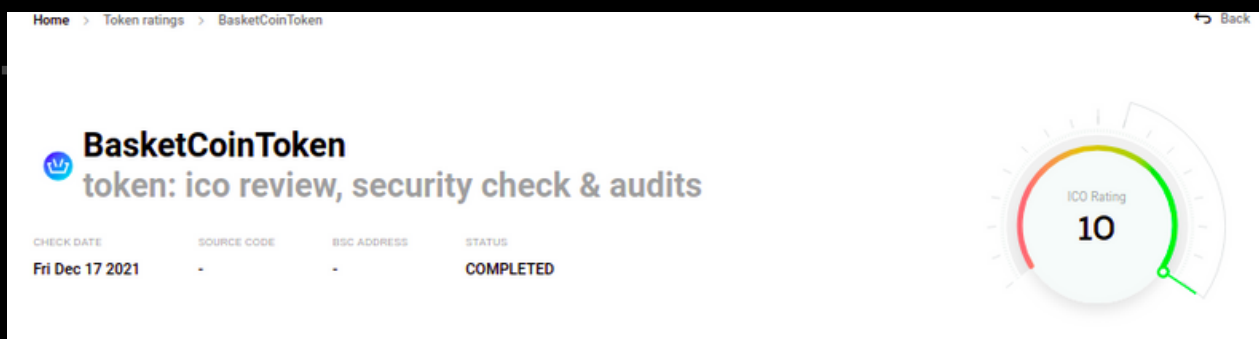 Home > Token ratings > BasketCoinToken
Back
BasketCoinToken
token: ico review, security check & audits
CHECK DATE SOURCE CODE BSC ADDRESS STATUS
Fri Dec 17 2021 - - COMPLETED
ICO Rating
10